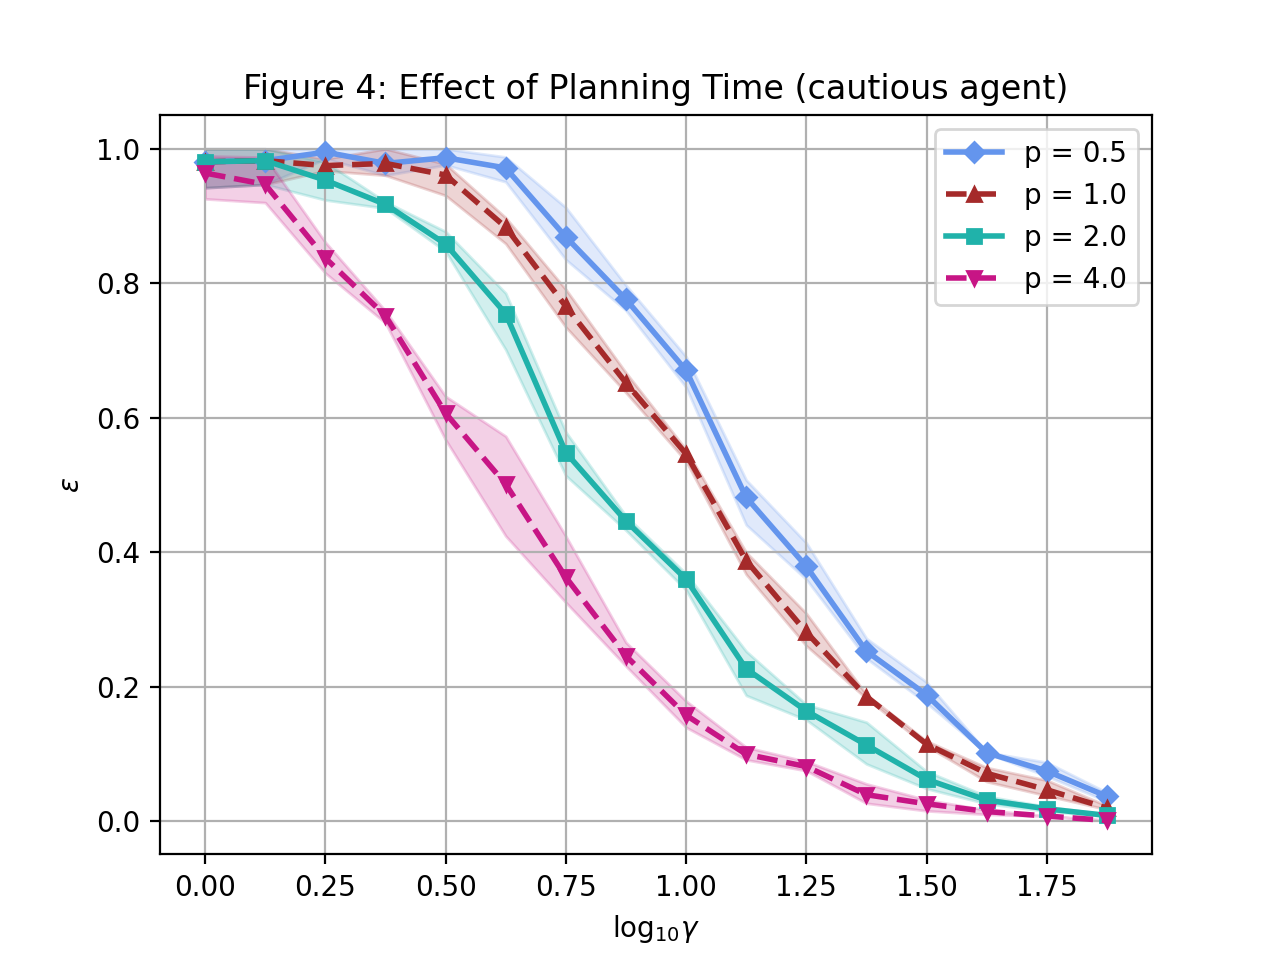 Figure 4: Effect of Planning Time (cautious agent)
1.0
0.8
0.6
0.4
0.2
0.0
ε
p = 0.5
p = 1.0
p = 2.0
p = 4.0
0.00 0.25 0.50 0.75 1.00 1.25 1.50 1.75
log₁₀γ